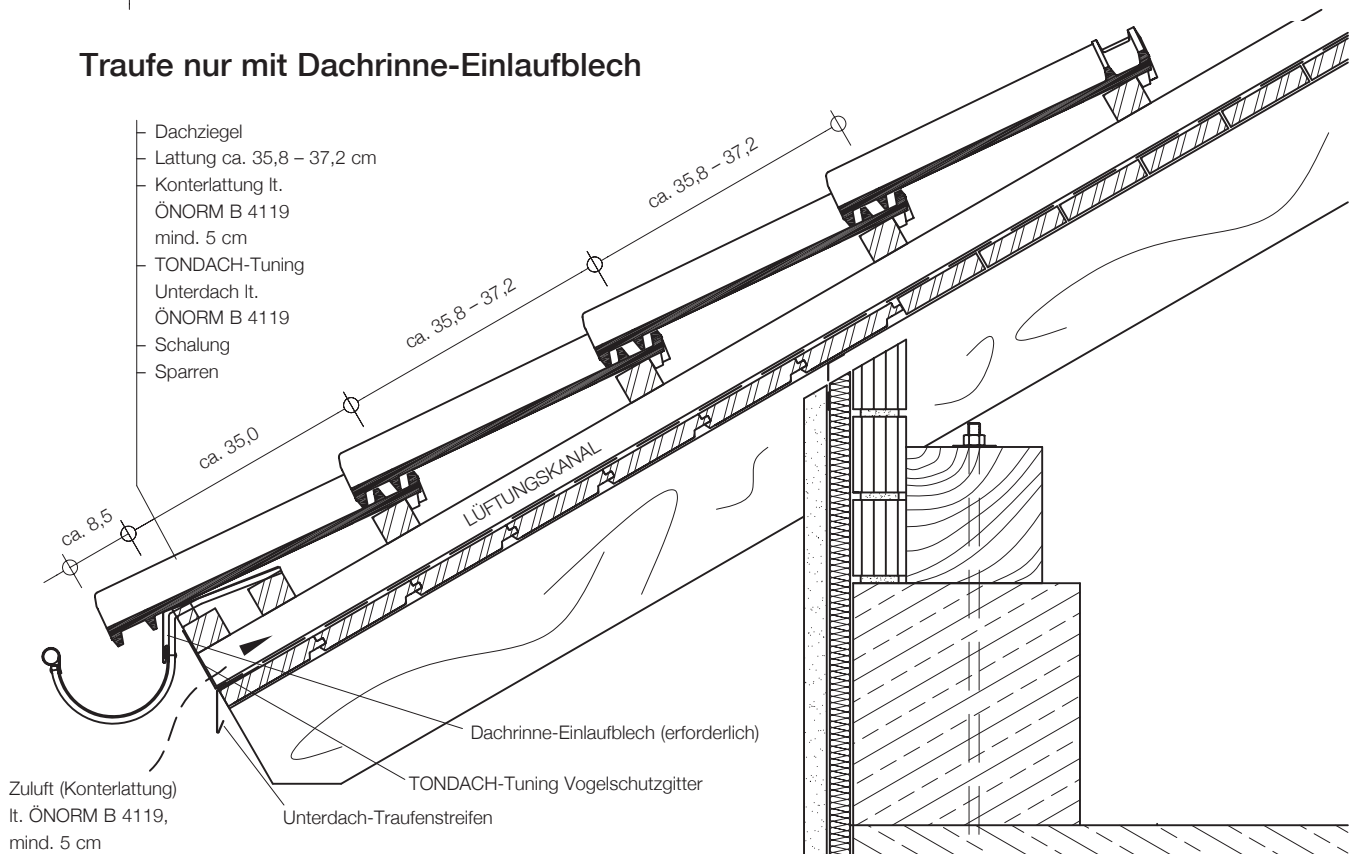 Traufe nur mit Dachrinne-Einlaufblech
Dachziegel
Lattung ca. 35,8 – 37,2 cm
Konterlattung lt.
ÖNORM B 4119
mind. 5 cm
TONDACH-Tuning
Unterdach lt.
ÖNORM B 4119
Schalung
Sparren
ca. 8,5
ca. 35,0
ca. 35,8 – 37,2
ca. 35,8 – 37,2
LÜFTUNGSKANAL
Dachrinne-Einlaufblech (erforderlich)
TONDACH-Tuning Vogelschutzgitter
Unterdach-Traufenstreifen
Zuluft (Konterlattung)
lt. ÖNORM B 4119,
mind. 5 cm